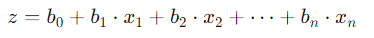 z = b₀ + b₁ · x₁ + b₂ · x₂ + ⋯ + bₙ · xₙ